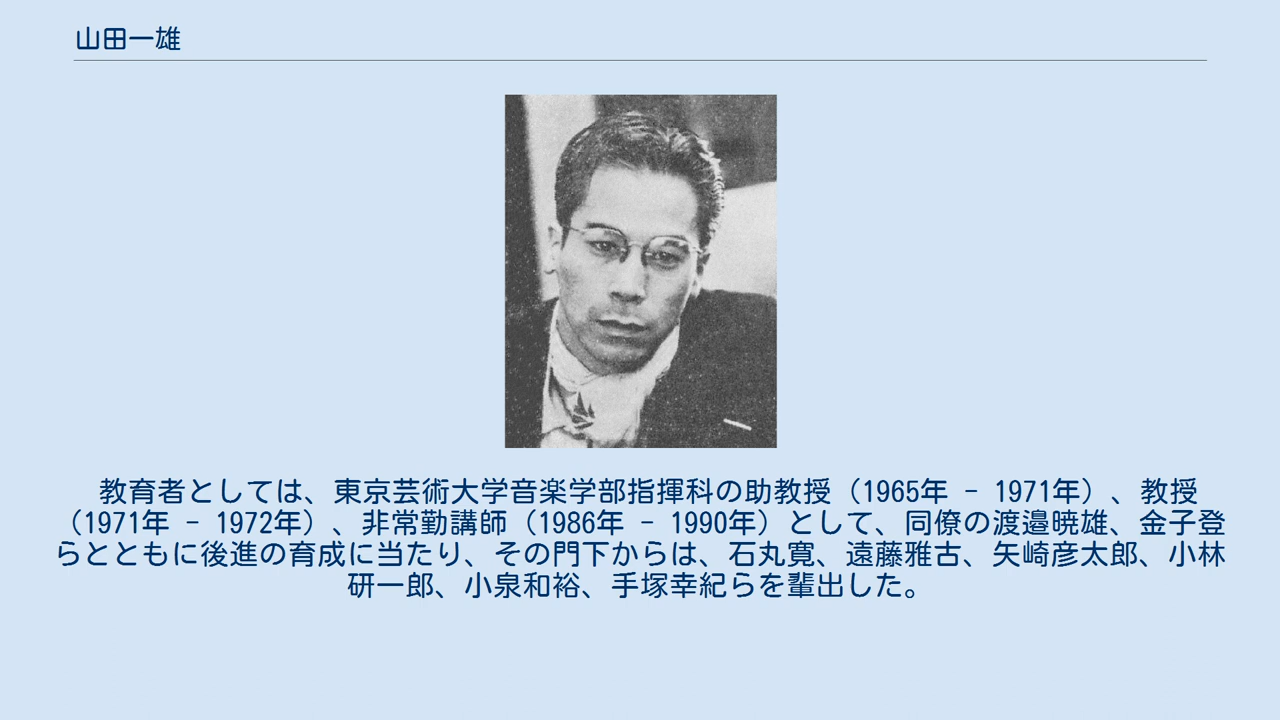 山田一雄
教育者としては、東京芸術大学音楽学部指揮科の助教授（1965年 - 1971年）、教授
（1971年 - 1972年）、非常勤講師（1986年 - 1990年）として、同僚の渡邉暁雄、金子登
らとともに後進の育成に当たり、その門下からは、石丸寛、遠藤雅古、矢崎彦太郎、小林
研一郎、小泉和裕、手塚幸紀らを輩出した。